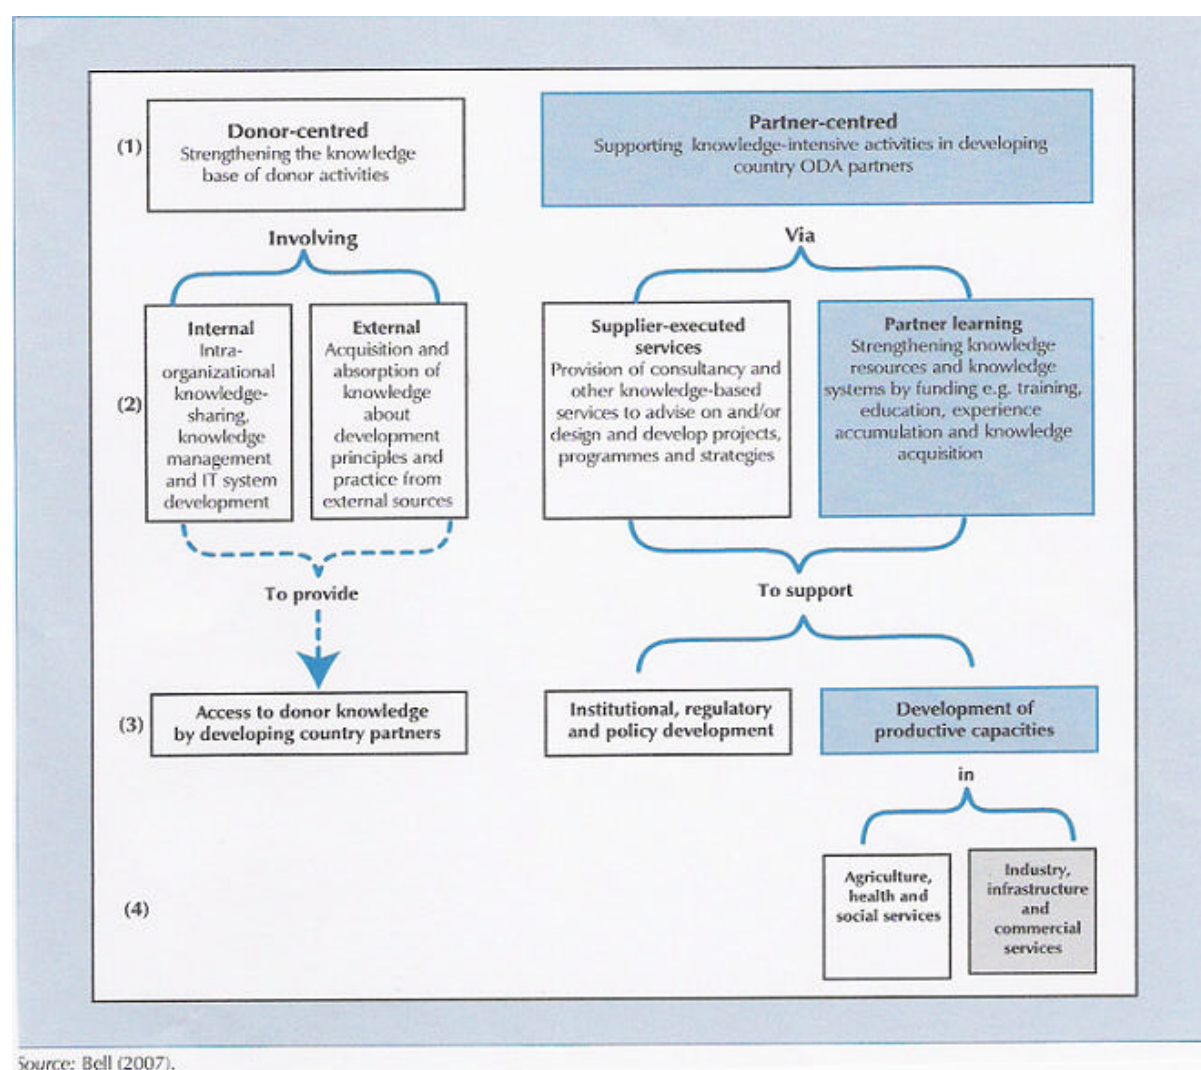 (1)
Donor-centred
Strengthening the knowledge
base of donor activities
Partner-centred
Supporting knowledge-intensive activities in developing
country ODA partners
Involving
Via
(2)
Internal
Intra-
organizational
knowledge-
sharing,
knowledge
management
and IT system
development
External
Acquisition and
absorption of
knowledge
about
development
principles and
practice from
external sources
Supplier-executed
services
Provision of consultancy and
other knowledge-based
services to advise on and/or
design and develop projects,
programmes and strategies
Partner learning
Strengthening knowledge
resources and knowledge
systems by funding e.g. training,
education, experience
accumulation and knowledge
acquisition
To provide
To support
(3)
Access to donor knowledge
by developing country partners
Institutional, regulatory
and policy development
Development of
productive capacities
in
(4)
Agriculture,
health and
social services
Industry,
infrastructure
and
commercial
services
Source: Bell (2007).